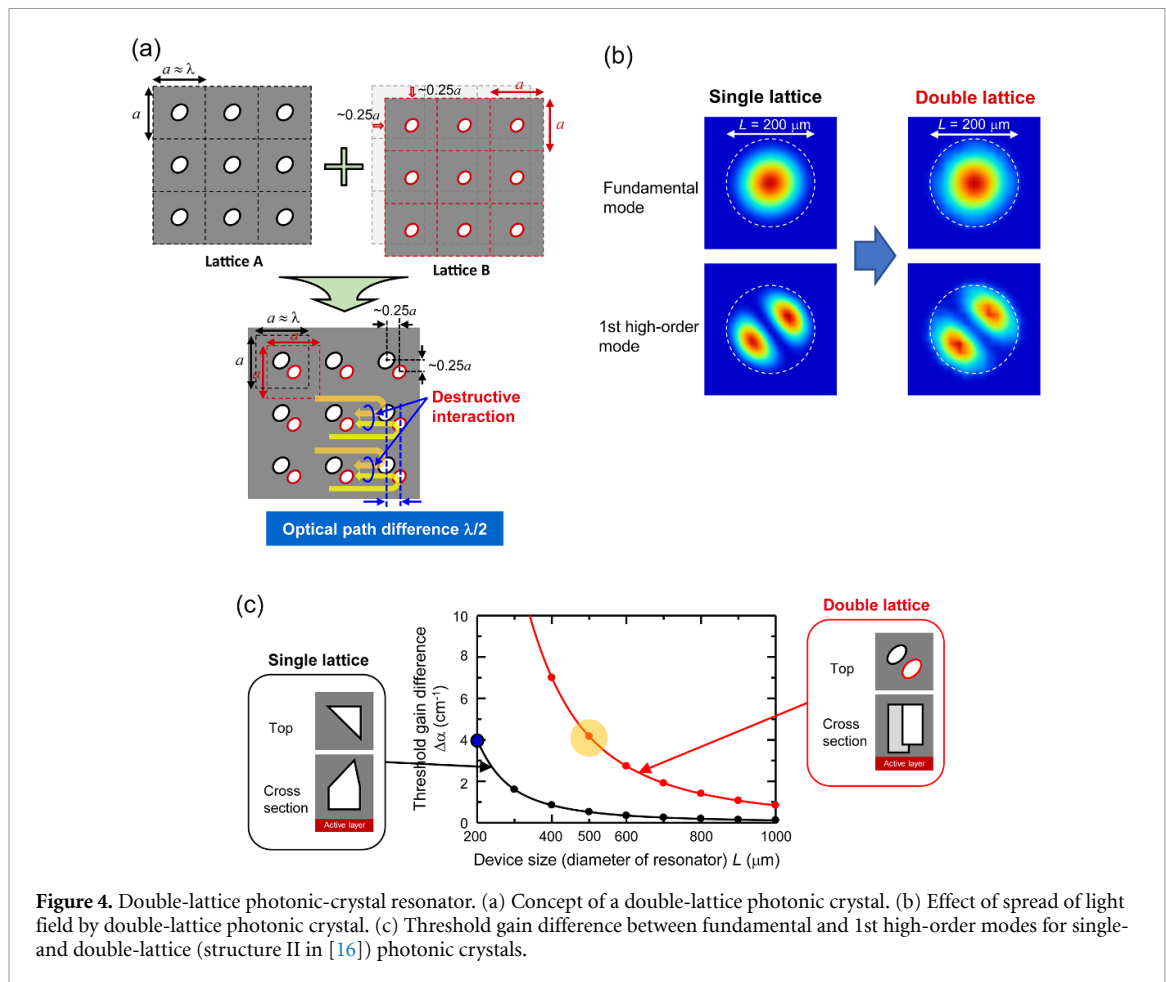 (a)
a ≈ λ
a
Lattice A
~0.25a
a
~0.25a
a
Lattice B
a ≈ λ
a
a
a
~0.25a
~0.25a
Destructive
interaction
Optical path difference λ/2
(b)
Single lattice
Double lattice
L = 200 μm
L = 200 μm
Fundamental
mode
1st high-order
mode
(c)
Single lattice
Top
Cross
section
Active layer
Threshold gain difference
Δα (cm⁻¹)
10
8
6
4
2
0
200
400
500
600
800
1000
Device size (diameter of resonator) L (μm)
Double lattice
Top
Cross
section
Active layer
Figure 4. Double-lattice photonic-crystal resonator. (a) Concept of a double-lattice photonic crystal. (b) Effect of spread of light
field by double-lattice photonic crystal. (c) Threshold gain difference between fundamental and 1st high-order modes for single-
and double-lattice (structure II in [16]) photonic crystals.